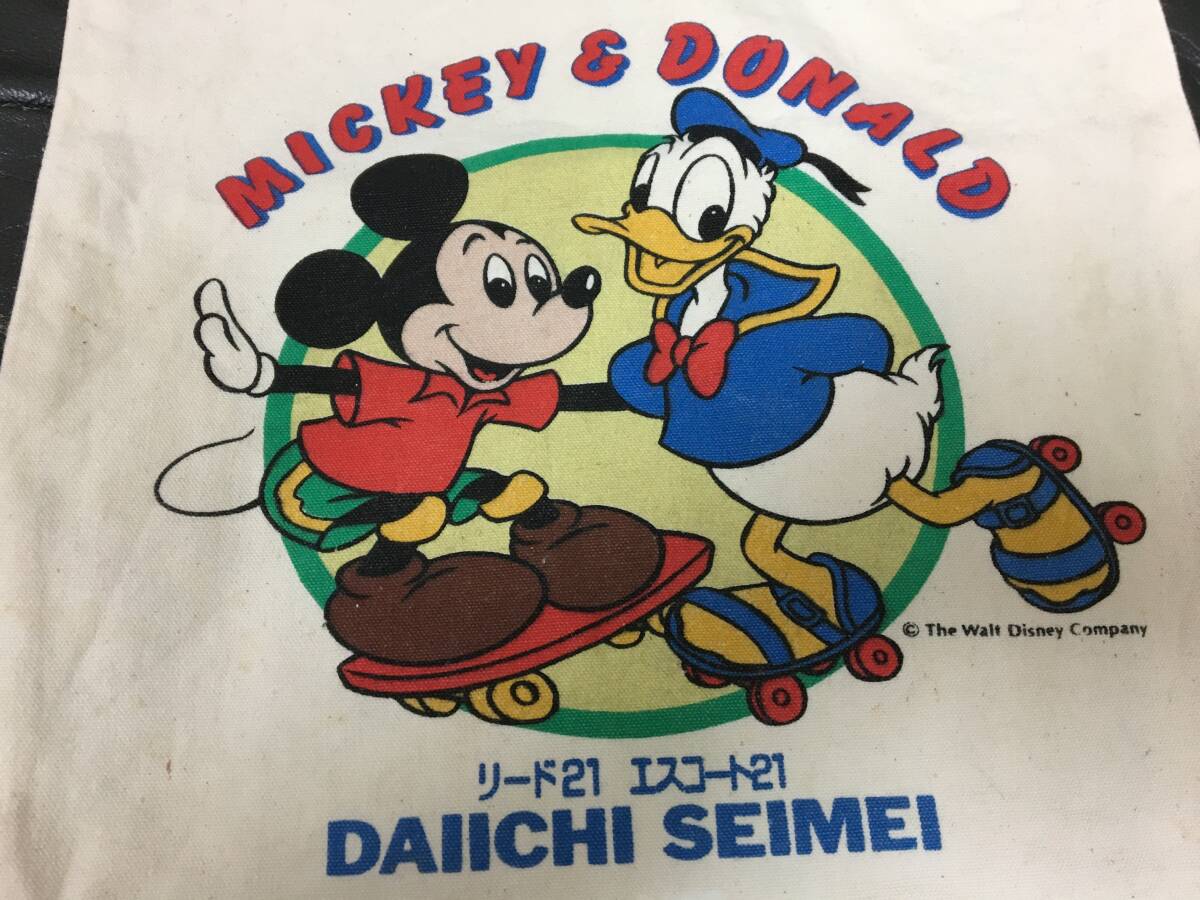 MICKEY & DONALD
© The Walt Disney Company
リード21 エスコート21
DAIICHI SEIMEI